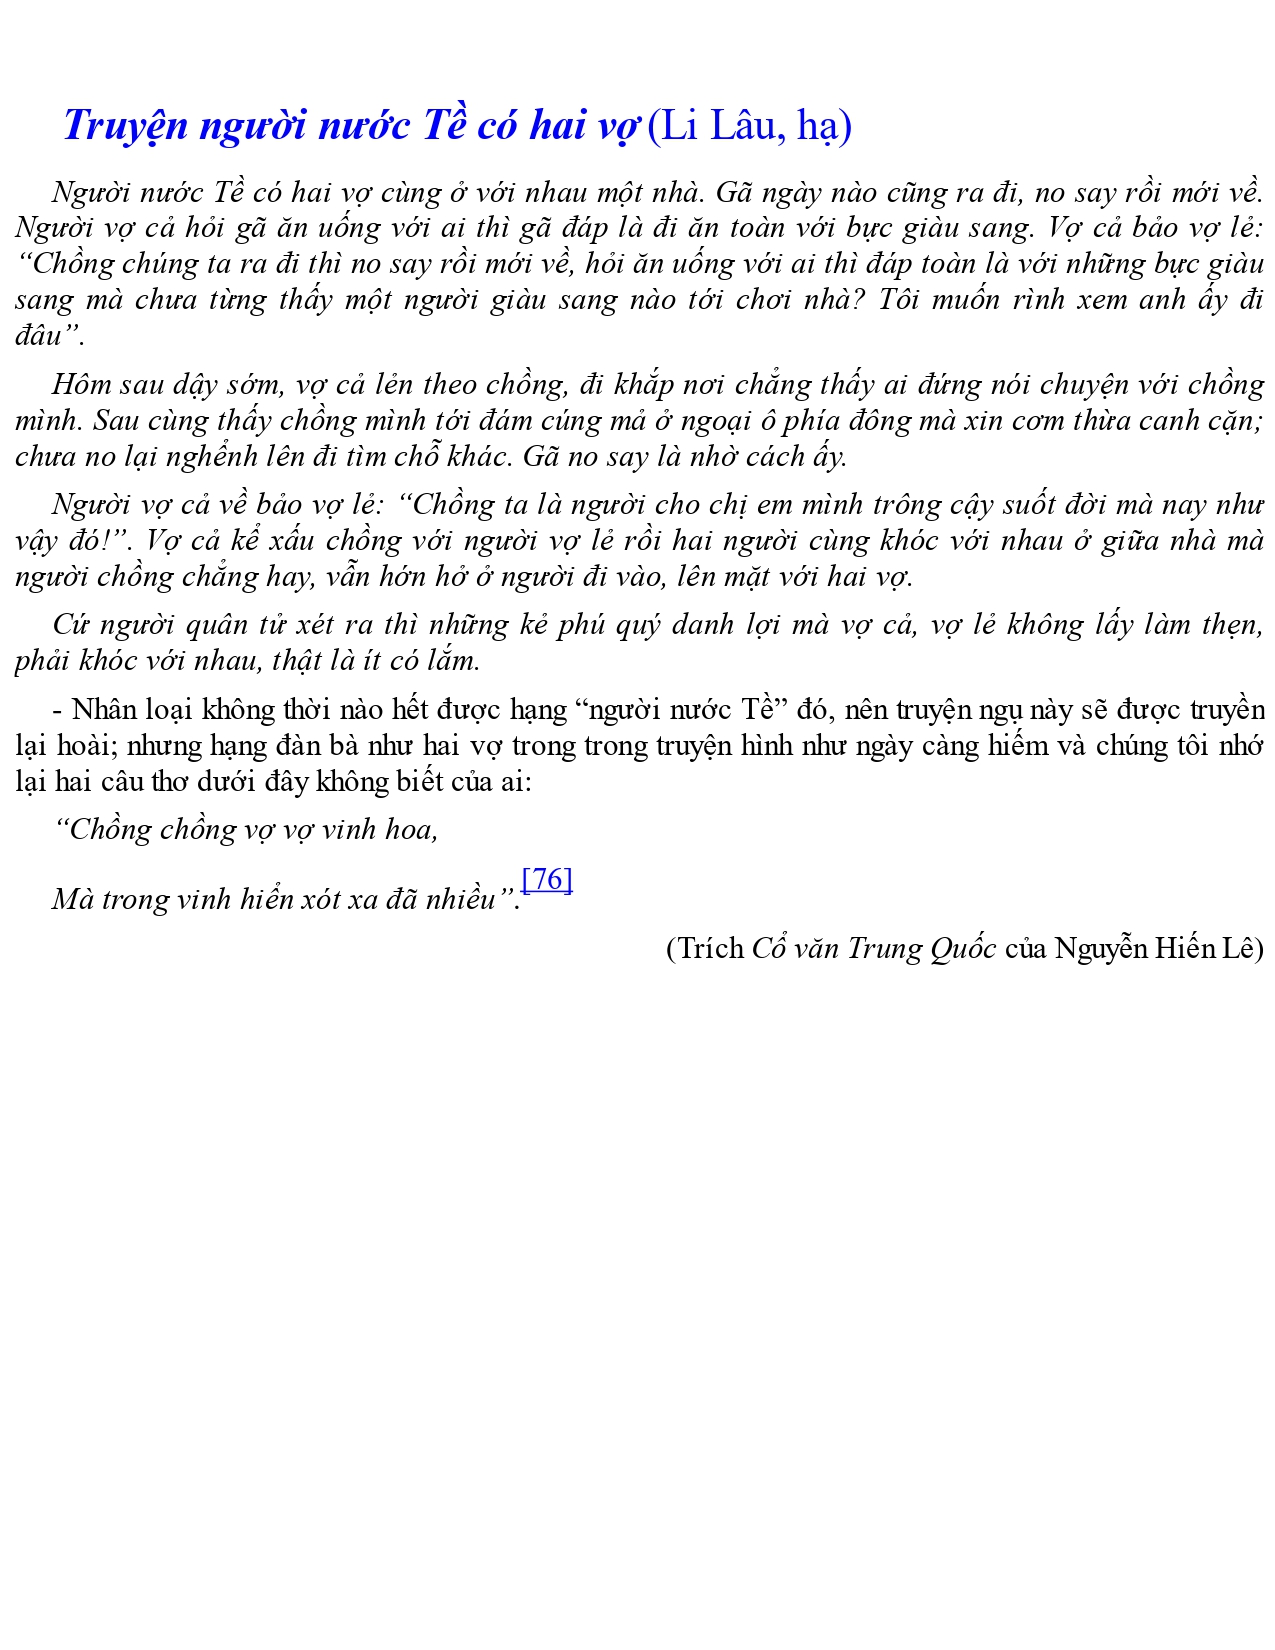 Truyện người nước Tề có hai vợ (Li Lâu, hạ)
Người nước Tề có hai vợ cùng ở với nhau một nhà. Gã ngày nào cũng ra đi, no say rồi mới về.
Người vợ cả hỏi gã ăn uống với ai thì gã đáp là đi ăn toàn với bực giàu sang. Vợ cả bảo vợ lẻ:
“Chồng chúng ta ra đi thì no say rồi mới về, hỏi ăn uống với ai thì đáp toàn là với những bực giàu
sang mà chưa từng thấy một người giàu sang nào tới chơi nhà? Tôi muốn rình xem anh ấy đi
đâu”.
Hôm sau dậy sớm, vợ cả lẻn theo chồng, đi khắp nơi chẳng thấy ai đứng nói chuyện với chồng
mình. Sau cùng thấy chồng mình tới đám cúng mả ở ngoại ô phía đông mà xin cơm thừa canh cặn;
chưa no lại nghểnh lên đi tìm chỗ khác. Gã no say là nhờ cách ấy.
Người vợ cả về bảo vợ lẻ: “Chồng ta là người cho chị em mình trông cậy suốt đời mà nay như
vậy đó!”. Vợ cả kể xấu chồng với người vợ lẻ rồi hai người cùng khóc với nhau ở giữa nhà mà
người chồng chẳng hay, vẫn hớn hở ở người đi vào, lên mặt với hai vợ.
Cứ người quân tử xét ra thì những kẻ phú quý danh lợi mà vợ cả, vợ lẻ không lấy làm thẹn,
phải khóc với nhau, thật là ít có lắm.
- Nhân loại không thời nào hết được hạng “người nước Tề” đó, nên truyện ngụ này sẽ được truyền
lại hoài; nhưng hạng đàn bà như hai vợ trong trong truyện hình như ngày càng hiếm và chúng tôi nhớ
lại hai câu thơ dưới đây không biết của ai:
“Chồng chồng vợ vợ vinh hoa,
Mà trong vinh hiển xót xa đã nhiều”.[76]
(Trích Cổ văn Trung Quốc của Nguyễn Hiến Lê)